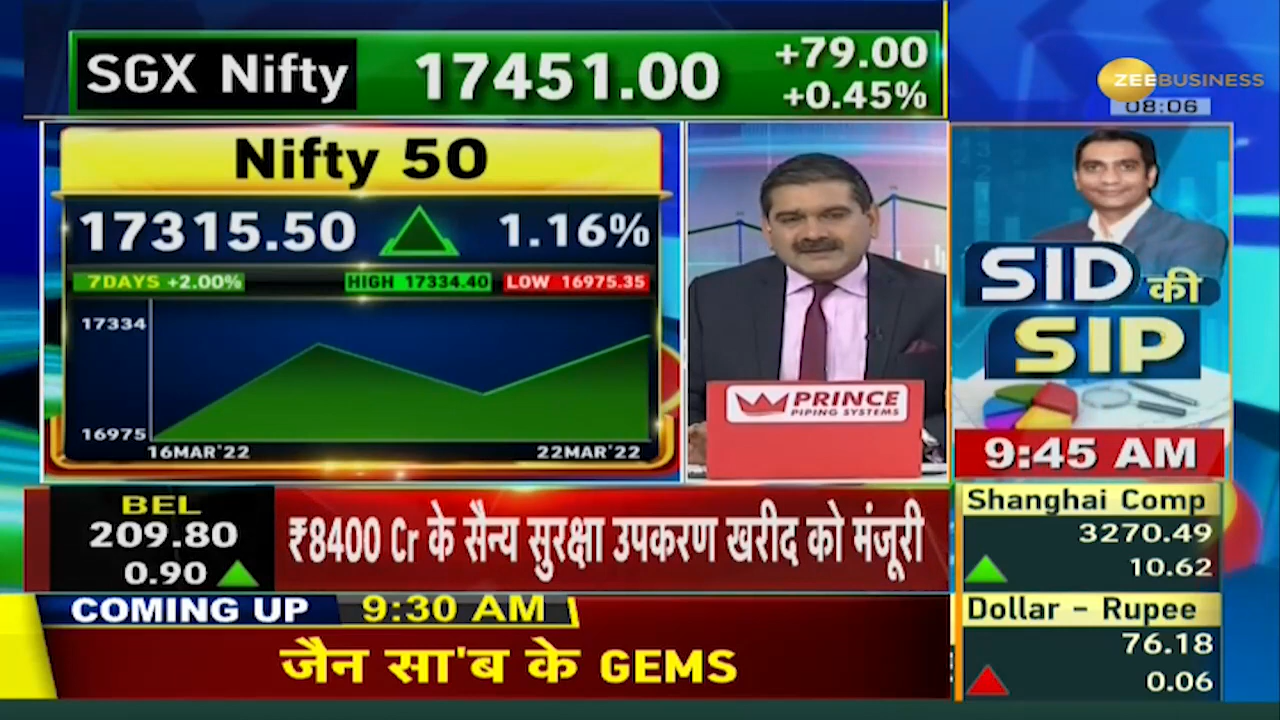 SGX Nifty
17451.00
+79.00
+0.45%
ZEEBUSINESS
08:06
Nifty 50
17315.50
1.16%
7DAYS +2.00%
HIGH 17334.40
LOW 16975.35
17334
16975
16MAR'22
22MAR'22
PRINCE
PIPING SYSTEMS
SID की
SIP
9:45 AM
BEL
209.80
0.90
₹8400 Cr के सैन्य सुरक्षा उपकरण खरीद को मंजूरी
Shanghai Comp
3270.49
10.62
Dollar - Rupee
76.18
0.06
COMING UP
9:30 AM
जैन सा'ब के GEMS